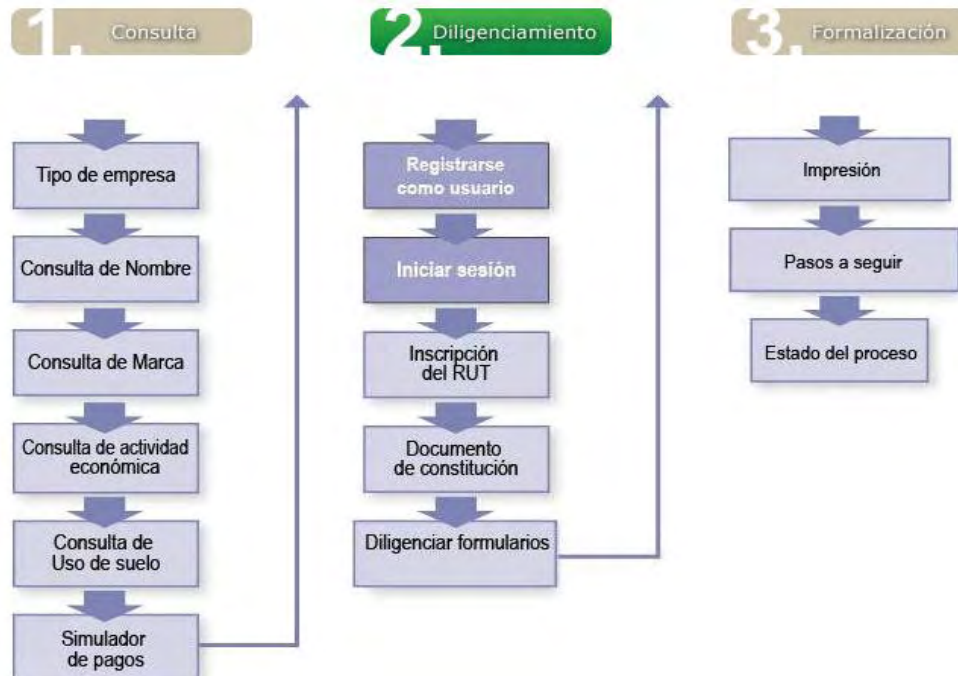 1. Consulta
Tipo de empresa
Consulta de Nombre
Consulta de Marca
Consulta de actividad
económica
Consulta de
Uso de suelo
Simulador
de pagos
2. Diligenciamiento
Registrarse
como usuario
Iniciar sesión
Inscripción
del RUT
Documento
de constitución
Diligenciar formularios
3. Formalización
Impresión
Pasos a seguir
Estado del proceso